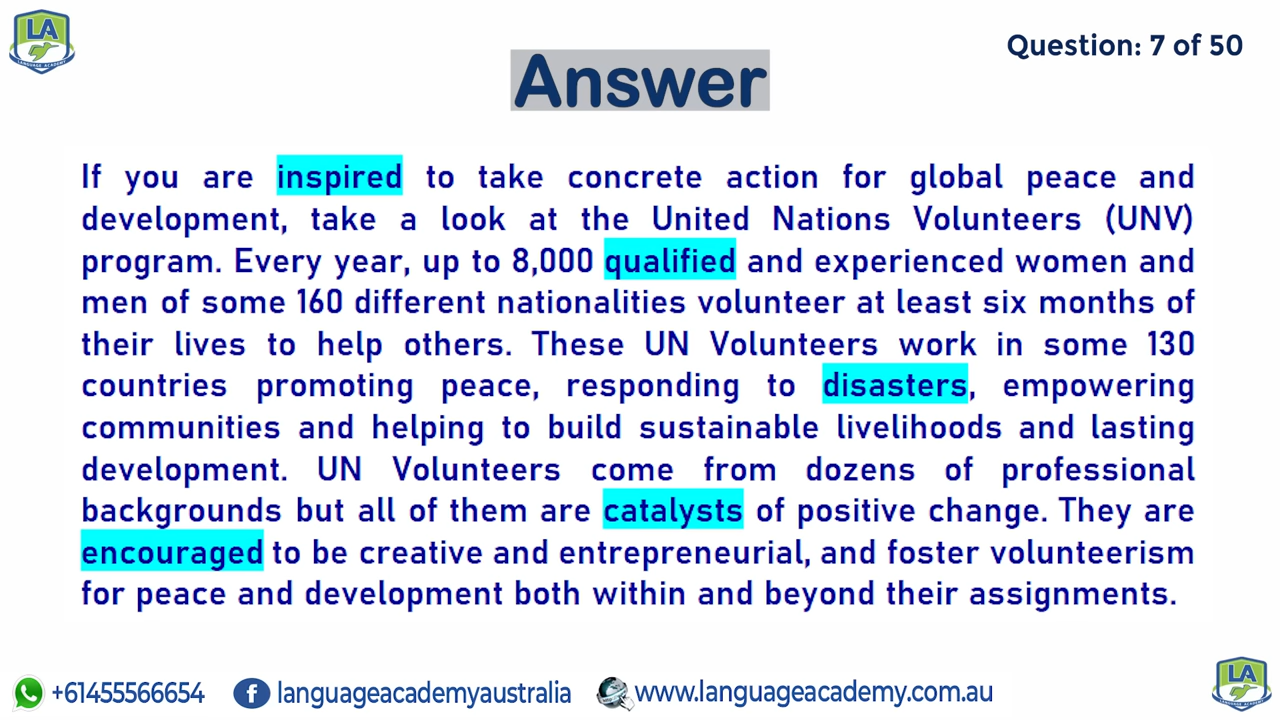 LA
LANGUAGE ACADEMY
Question: 7 of 50
Answer
If you are inspired to take concrete action for global peace and
development, take a look at the United Nations Volunteers (UNV)
program. Every year, up to 8,000 qualified and experienced women and
men of some 160 different nationalities volunteer at least six months of
their lives to help others. These UN Volunteers work in some 130
countries promoting peace, responding to disasters, empowering
communities and helping to build sustainable livelihoods and lasting
development. UN Volunteers come from dozens of professional
backgrounds but all of them are catalysts of positive change. They are
encouraged to be creative and entrepreneurial, and foster volunteerism
for peace and development both within and beyond their assignments.
+61455566654 f languageacademyaustralia www.languageacademy.com.au
LA
LANGUAGE ACADEMY